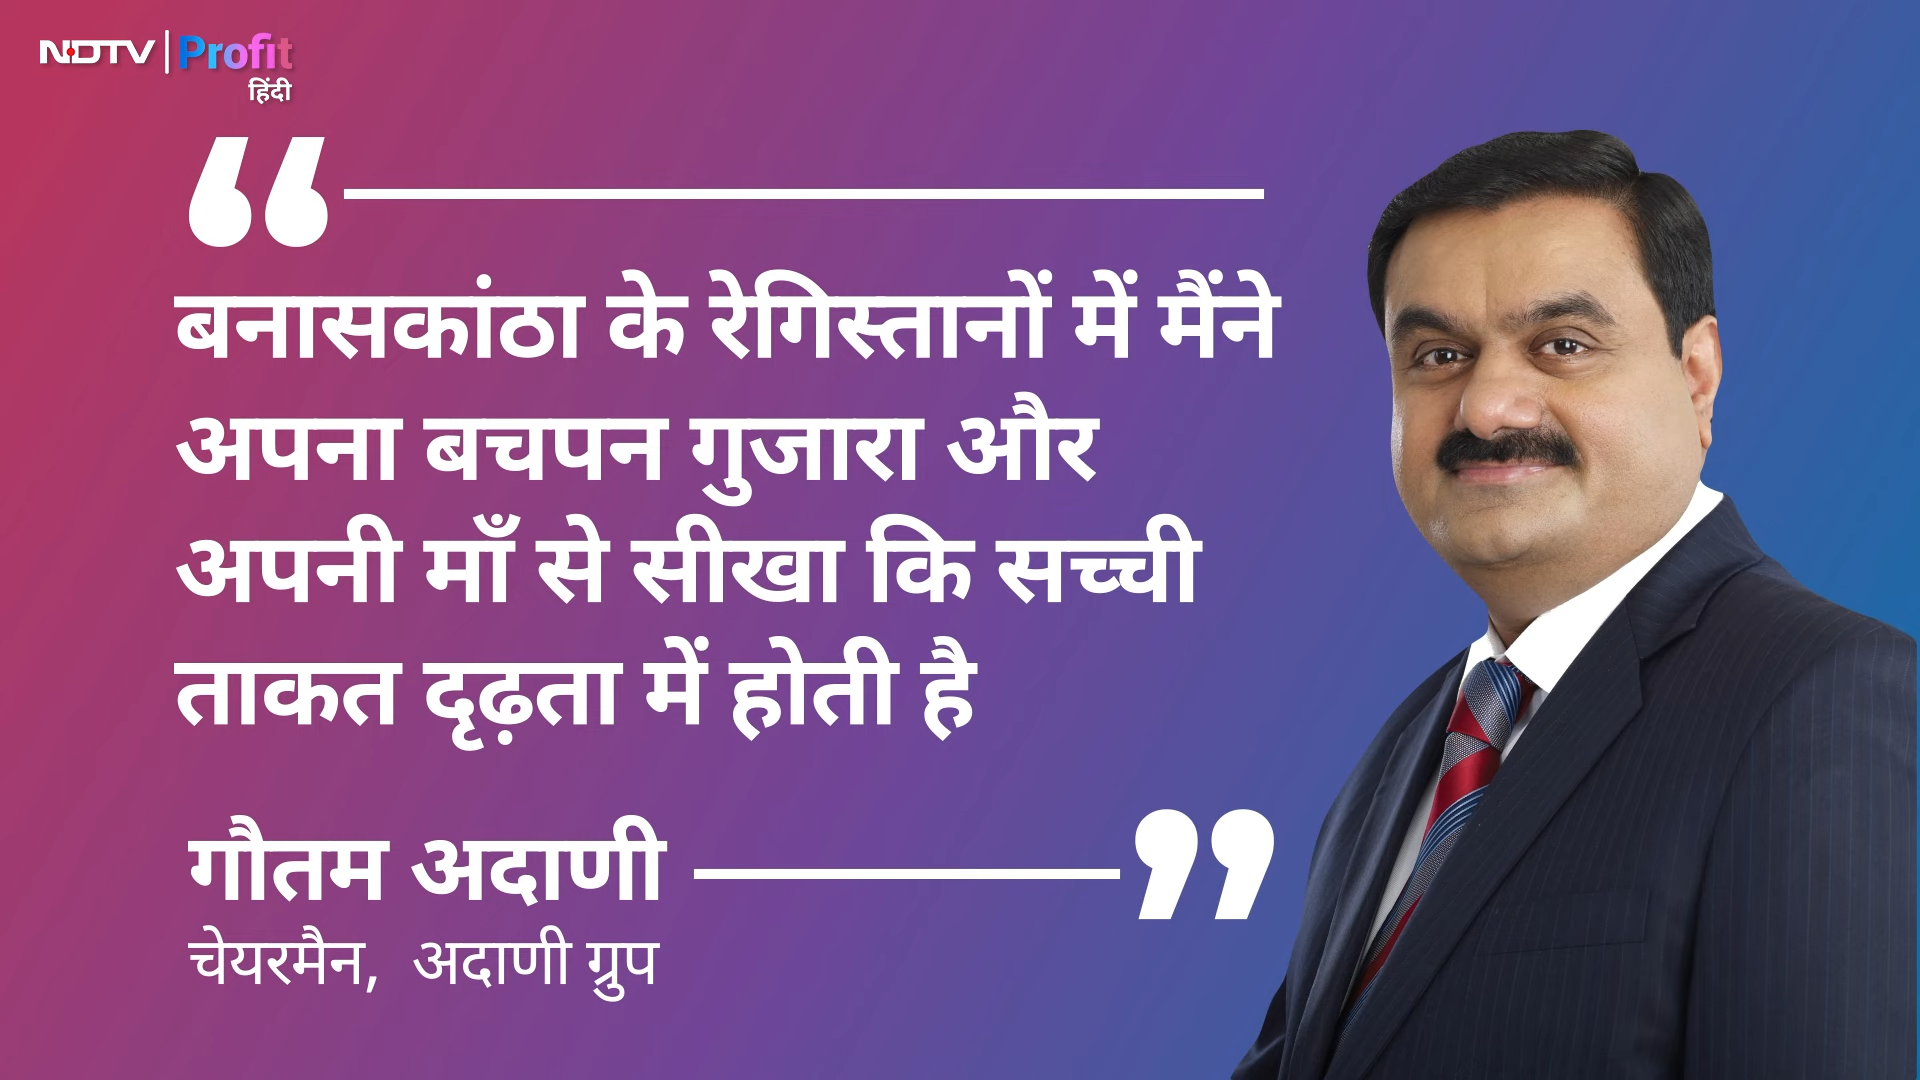 NDTV | Profit
हिंदी
“
बनासकांठा के रेगिस्तानों में मैंने
अपना बचपन गुजारा और
अपनी माँ से सीखा कि सच्ची
ताकत दृढ़ता में होती है
गौतम अदाणी
”
चेयरमैन, अदाणी ग्रुप